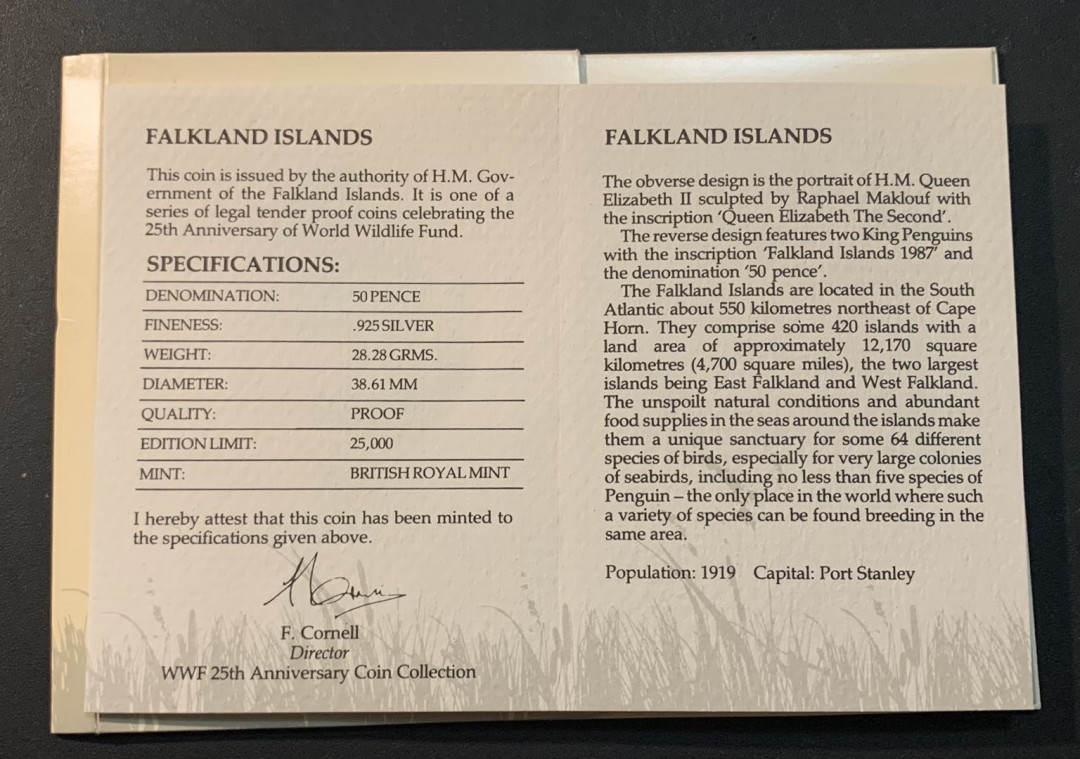 FALKLAND ISLANDS
This coin is issued by the authority of H.M. Gov-
ernment of the Falkland Islands. It is one of a
series of legal tender proof coins celebrating the
25th Anniversary of World Wildlife Fund.
SPECIFICATIONS:
DENOMINATION: 50 PENCE
FINENESS: .925 SILVER
WEIGHT: 28.28 GRMS.
DIAMETER: 38.61 MM
QUALITY: PROOF
EDITION LIMIT: 25,000
MINT: BRITISH ROYAL MINT
I hereby attest that this coin has been minted to
the specifications given above.
F. Cornell
Director
WWF 25th Anniversary Coin Collection
FALKLAND ISLANDS
The obverse design is the portrait of H.M. Queen
Elizabeth II sculpted by Raphael Maklouf with
the inscription ‘Queen Elizabeth The Second’.
The reverse design features two King Penguins
with the inscription ‘Falkland Islands 1987’ and
the denomination ‘50 pence’.
The Falkland Islands are located in the South
Atlantic about 550 kilometres northeast of Cape
Horn. They comprise some 420 islands with a
land area of approximately 12,170 square
kilometres (4,700 square miles), the two largest
islands being East Falkland and West Falkland.
The unspoilt natural conditions and abundant
food supplies in the seas around the islands make
them a unique sanctuary for some 64 different
species of birds, especially for very large colonies
of seabirds, including no less than five species of
Penguin – the only place in the world where such
a variety of species can be found breeding in the
same area.
Population: 1919 Capital: Port Stanley